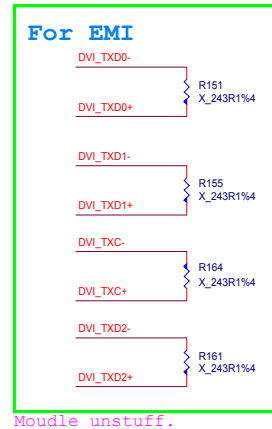 For EMI
DVI_TXD0-
R151
X_243R1%4
DVI_TXD0+
DVI_TXD1-
R155
X_243R1%4
DVI_TXD1+
DVI_TXC-
R164
X_243R1%4
DVI_TXC+
DVI_TXD2-
R161
X_243R1%4
DVI_TXD2+
Moudle unstuff.